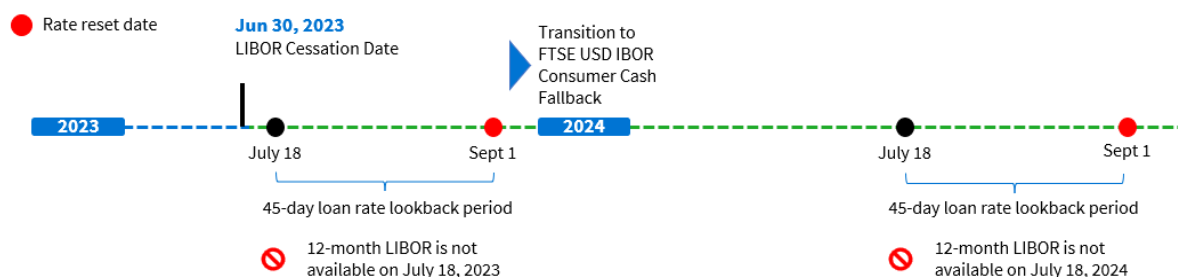 Rate reset date
Jun 30, 2023
LIBOR Cessation Date
Transition to
FTSE USD IBOR
Consumer Cash
Fallback
2023
2024
July 18
Sept 1
July 18
Sept 1
45-day loan rate lookback period
45-day loan rate lookback period
12-month LIBOR is not
available on July 18, 2023
12-month LIBOR is not
available on July 18, 2024